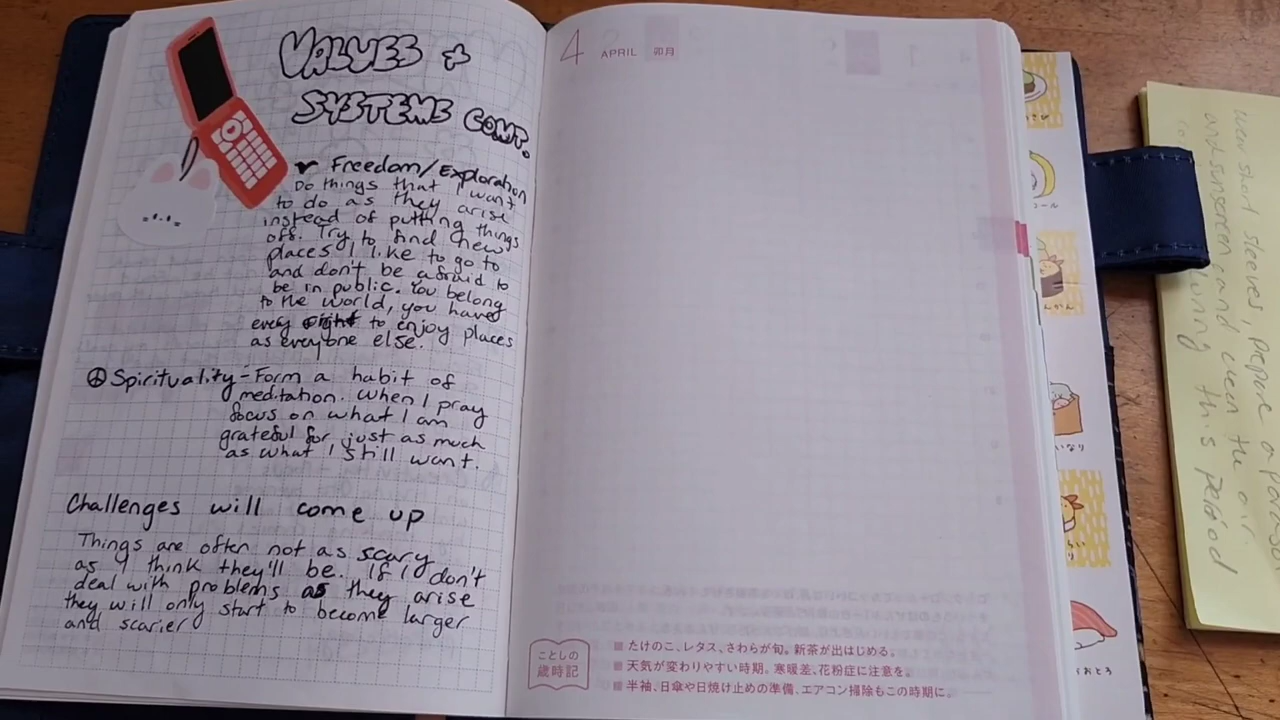 VALUES +
SYSTEMS CONT.
Freedom/Exploration
Do things that I want
to do as they arise
instead of putting things
off. Try to find new
places I like to go to
and don't be afraid to
be in public. You belong
to the world, you have
every right to enjoy places
as everyone else.
Spirituality - Form a habit of
meditation. When I pray
focus on what I am
grateful for just as much
as what I still want.
Challenges will come up
Things are often not as scary
as I think they'll be. If I don't
deal with problems as they arise
they will only start to become larger
and scarier
4 APRIL 卯月
ことしの
歳時記
たけのこ、レタス、さわらが旬。新茶が出はじめる。
天気が変わりやすい時期。寒暖差、花粉症に注意を。
半袖、日傘や日焼け止めの準備、エアコン掃除もこの時期に。
wear short sleeves, prepare a
and sunscreen and clean the air
this period